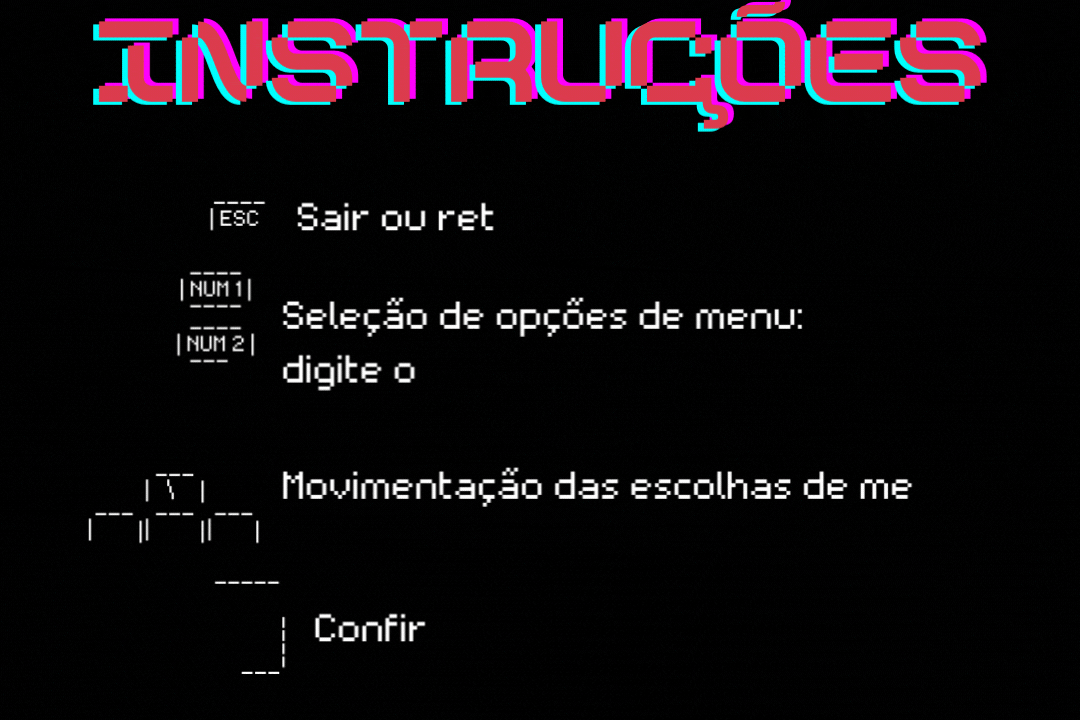 INSTRUÇÕES
ESC Sair ou ret
NUM 1
Seleção de opções de menu:
NUM 2
digite o
Movimentação das escolhas de me
Confir